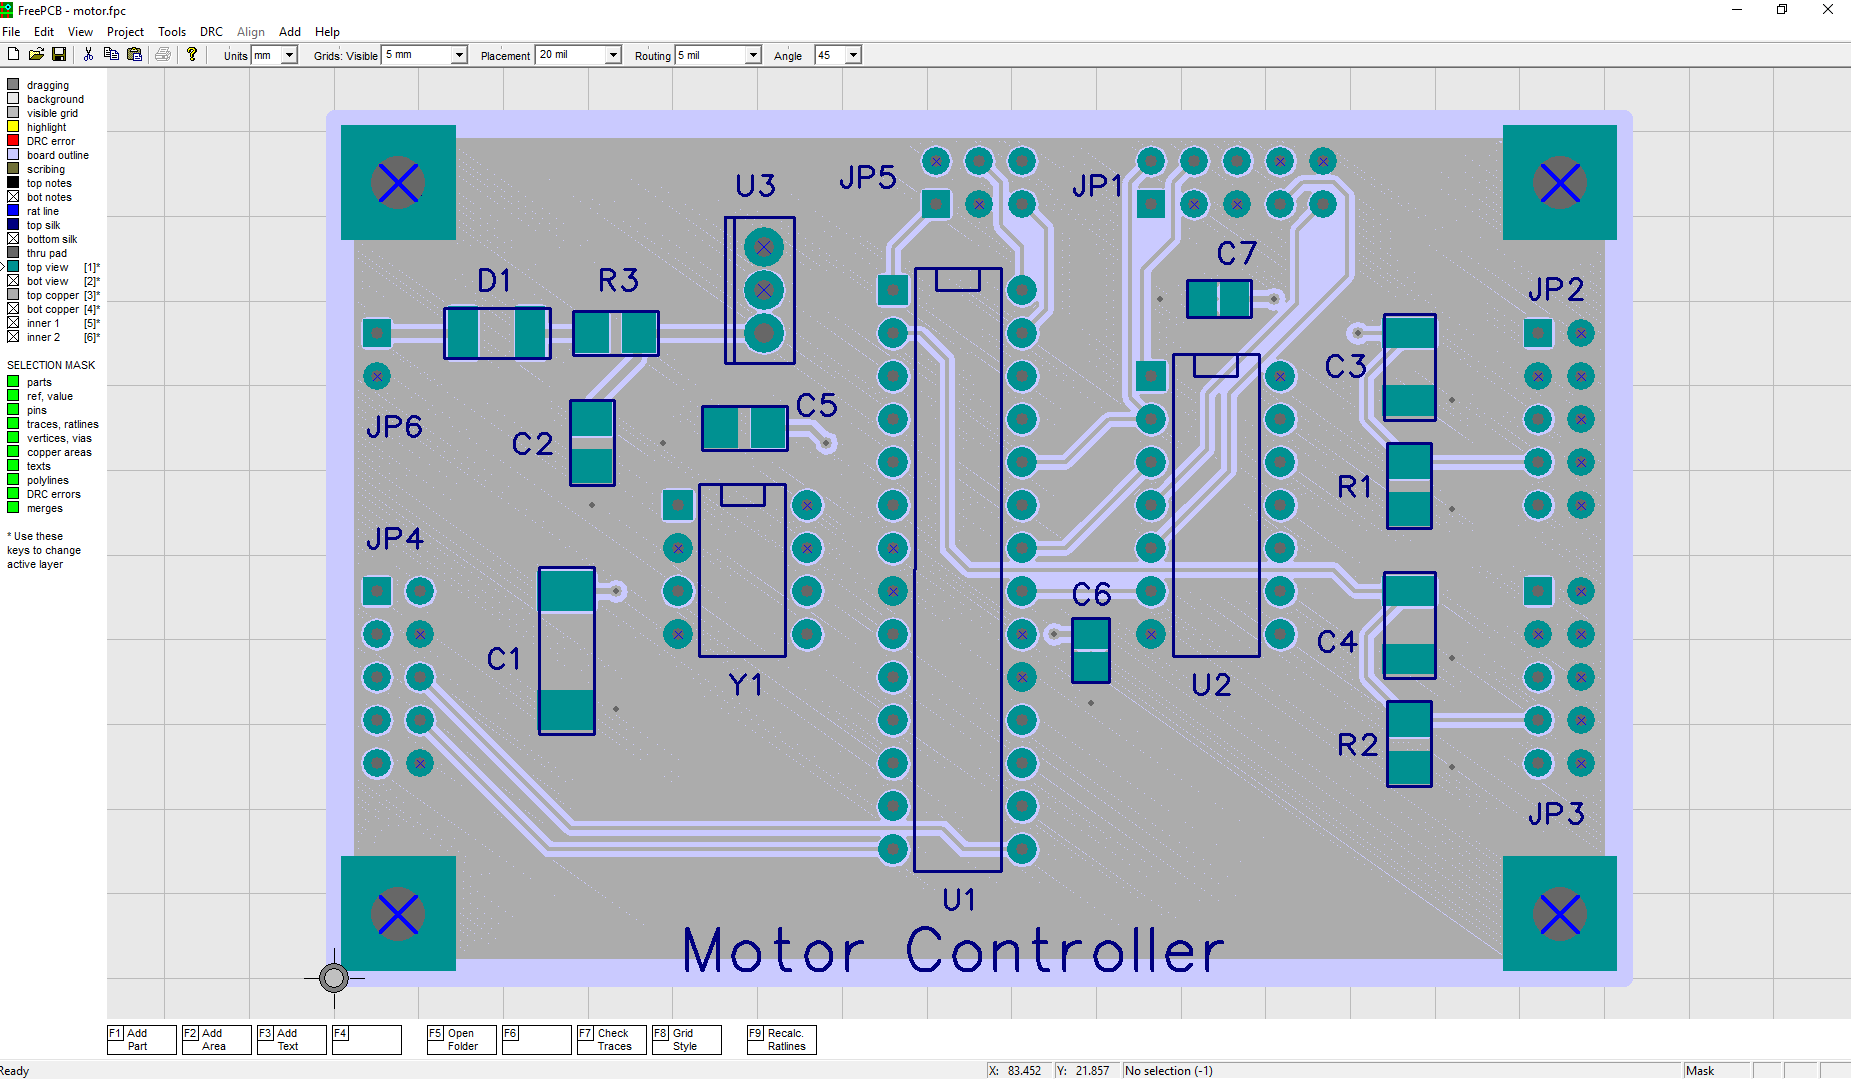 FreePCB - motor.fpc
File Edit View Project Tools DRC Align Add Help
Units mm Grids: Visible 5 mm Placement 20 mil Routing 5 mil Angle 45
dragging
background
visible grid
highlight
DRC error
board outline
scribing
top notes
bot notes
rat line
top silk
bottom silk
thru pad
top view [1]*
bot view [2]*
top copper [3]*
bot copper [4]*
inner 1 [5]*
inner 2 [6]*
SELECTION MASK
parts
ref, value
pins
traces, ratlines
vertices, vias
copper areas
texts
polylines
DRC errors
merges
* Use these
keys to change
active layer
U3 JP5 JP1
C7
D1 R3 JP2
C3
C5
JP6 C2
R1
JP4
C6
C4
C1 Y1 U2
R2
JP3
U1
Motor Controller
F1 Add Part
F2 Add Area
F3 Add Text
F4
F5 Open Folder
F6
F7 Check Traces
F8 Grid Style
F9 Recalc. Ratlines
Ready X: 83.452 Y: 21.857 No selection (-1) Mask